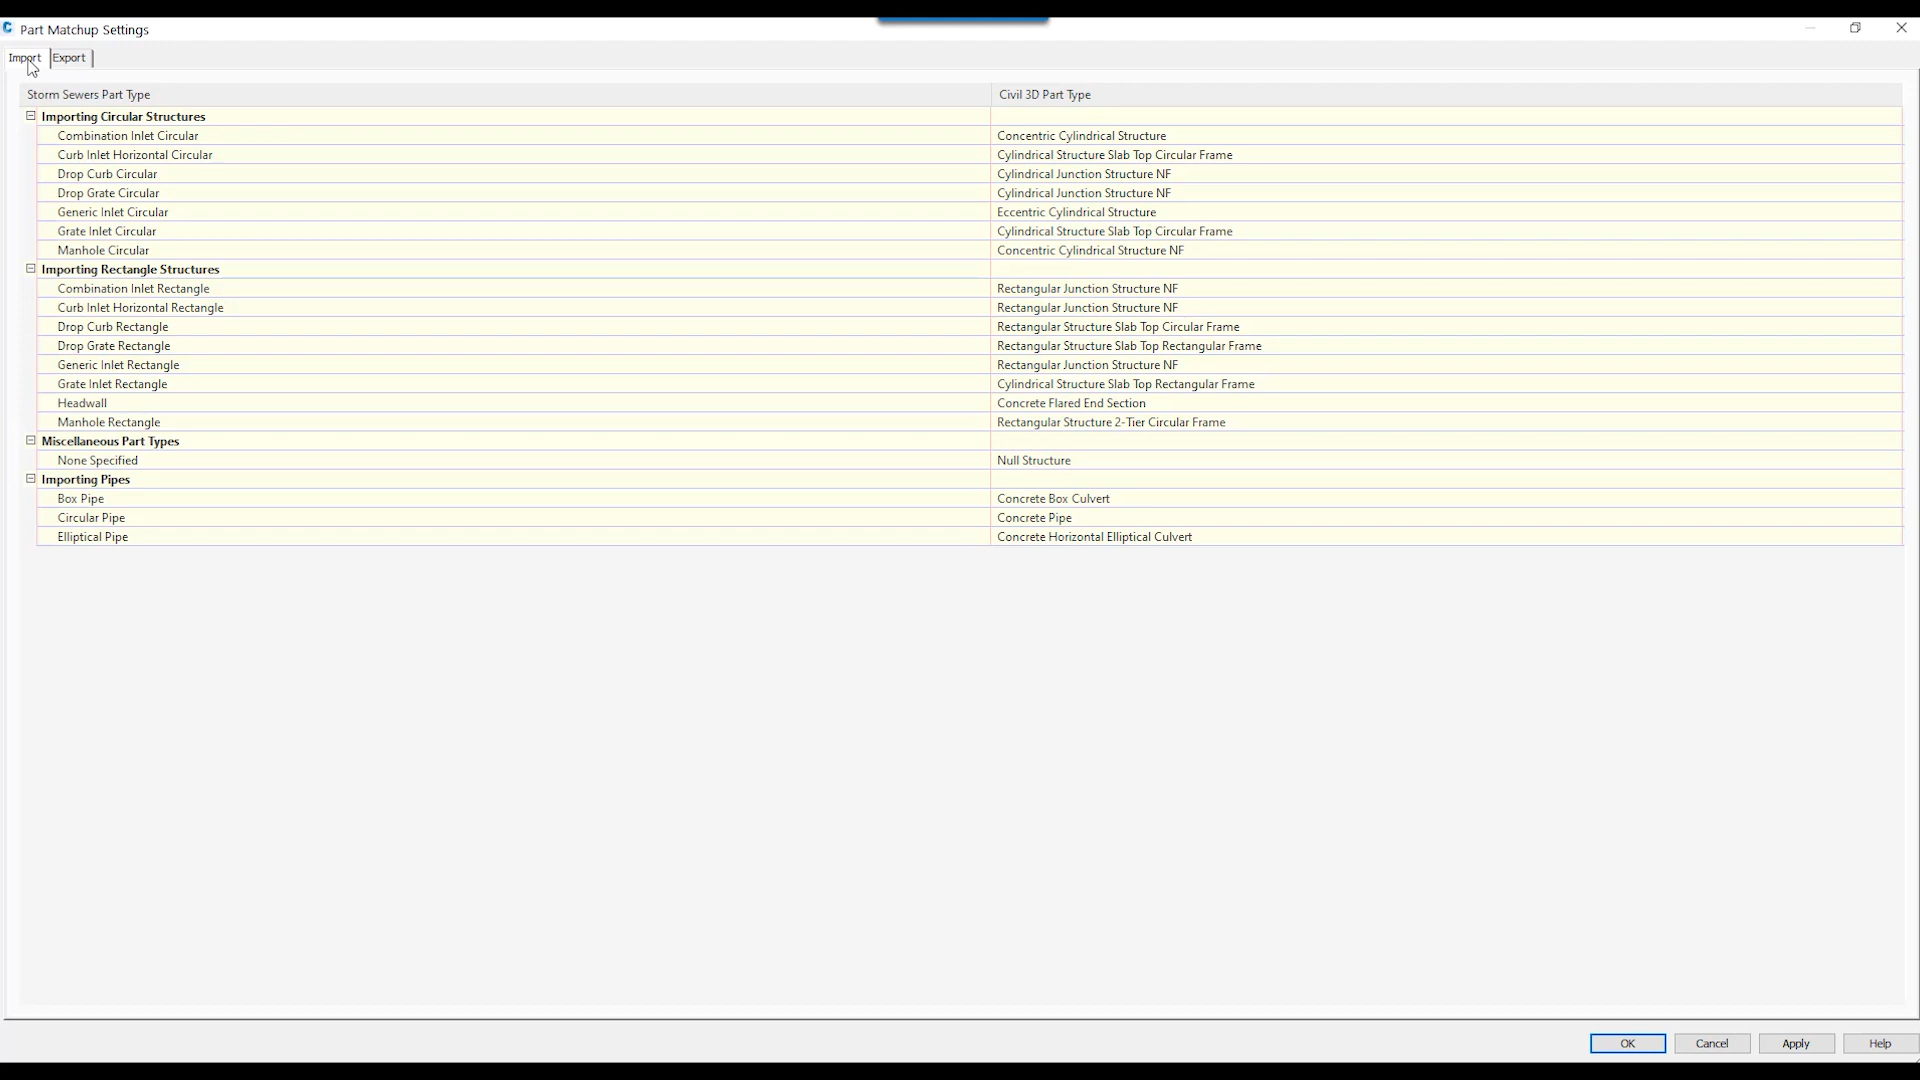 Part Matchup Settings
Import Export
Storm Sewers Part Type Civil 3D Part Type
Importing Circular Structures
Combination Inlet Circular Concentric Cylindrical Structure
Curb Inlet Horizontal Circular Cylindrical Structure Slab Top Circular Frame
Drop Curb Circular Cylindrical Junction Structure NF
Drop Grate Circular Cylindrical Junction Structure NF
Generic Inlet Circular Eccentric Cylindrical Structure
Grate Inlet Circular Cylindrical Structure Slab Top Circular Frame
Manhole Circular Concentric Cylindrical Structure NF
Importing Rectangle Structures
Combination Inlet Rectangle Rectangular Junction Structure NF
Curb Inlet Horizontal Rectangle Rectangular Junction Structure NF
Drop Curb Rectangle Rectangular Structure Slab Top Circular Frame
Drop Grate Rectangle Rectangular Structure Slab Top Rectangular Frame
Generic Inlet Rectangle Rectangular Junction Structure NF
Grate Inlet Rectangle Cylindrical Structure Slab Top Rectangular Frame
Headwall Concrete Flared End Section
Manhole Rectangle Rectangular Structure 2-Tier Circular Frame
Miscellaneous Part Types
None Specified Null Structure
Importing Pipes
Box Pipe Concrete Box Culvert
Circular Pipe Concrete Pipe
Elliptical Pipe Concrete Horizontal Elliptical Culvert
OK Cancel Apply Help